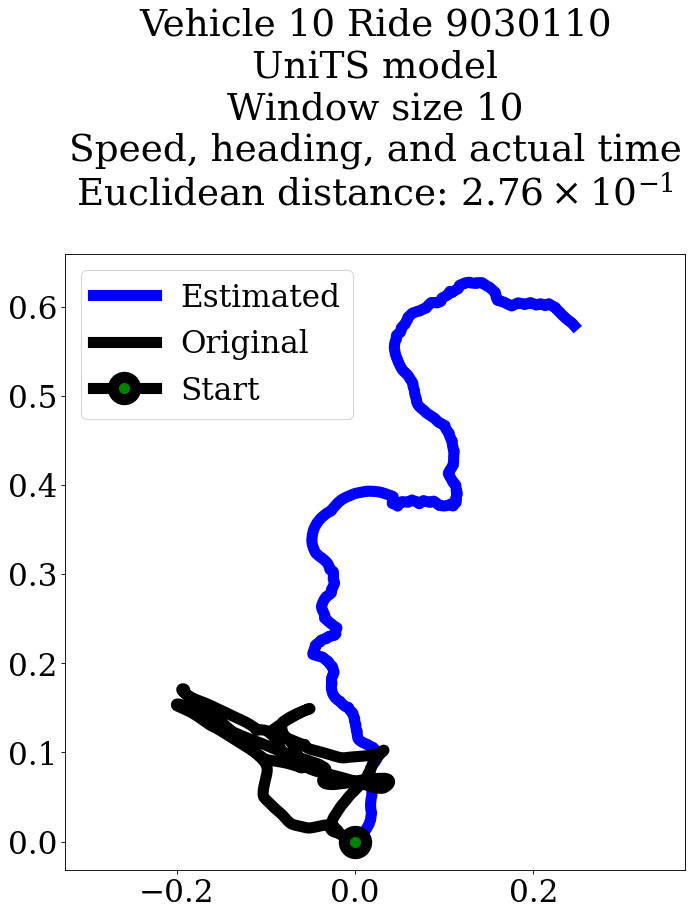 Vehicle 10 Ride 9030110
UniTS model
Window size 10
Speed, heading, and actual time
Euclidean distance: 2.76 × 10⁻¹
Estimated
Original
Start
0.6
0.5
0.4
0.3
0.2
0.1
0.0
−0.2 0.0 0.2